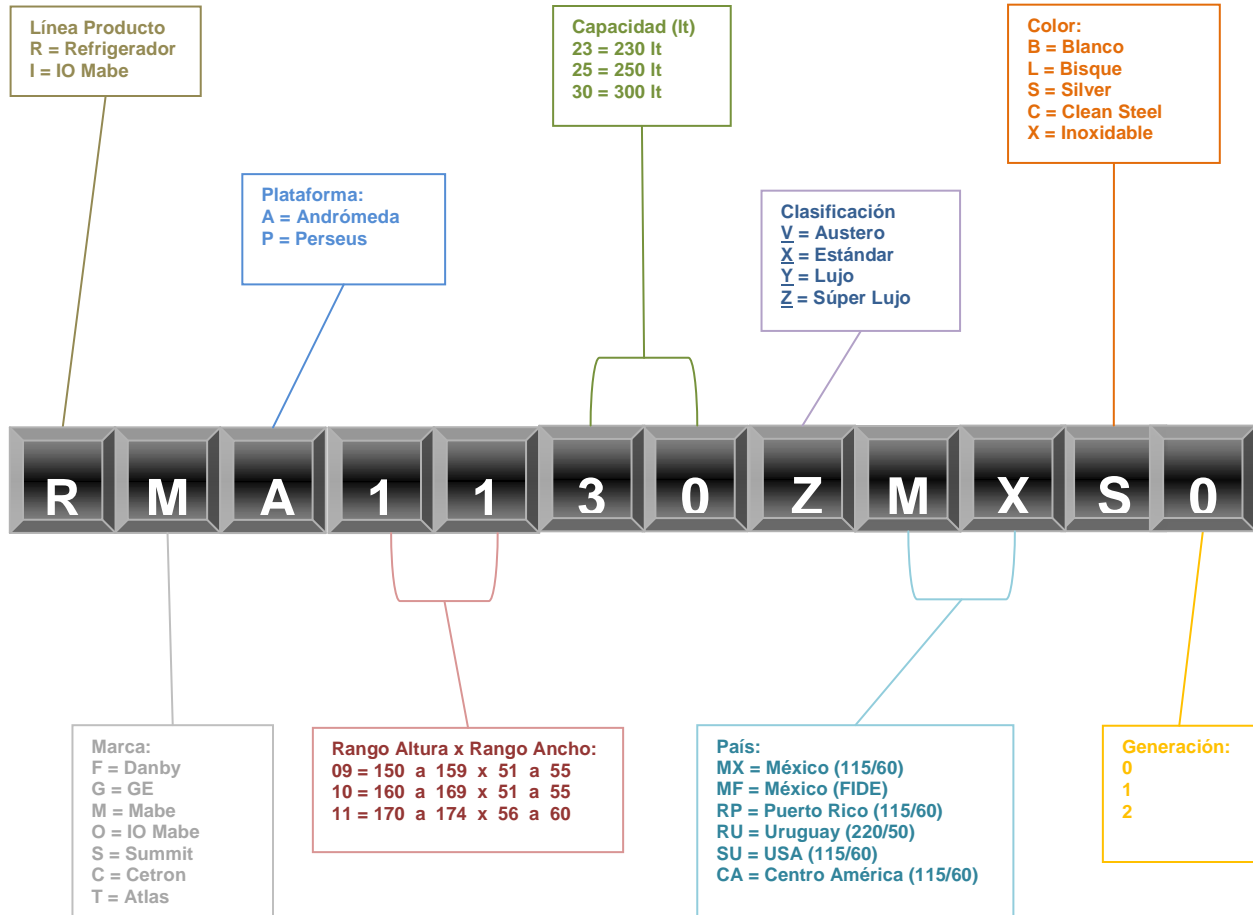 Línea Producto
R = Refrigerador
I = IO Mabe
Capacidad (lt)
23 = 230 lt
25 = 250 lt
30 = 300 lt
Color:
B = Blanco
L = Bisque
S = Silver
C = Clean Steel
X = Inoxidable
Plataforma:
A = Andrómeda
P = Perseus
Clasificación
V = Austero
X = Estándar
Y = Lujo
Z = Súper Lujo
R M A 1 1 3 0 Z M X S 0
Marca:
F = Danby
G = GE
M = Mabe
O = IO Mabe
S = Summit
C = Cetron
T = Atlas
Rango Altura x Rango Ancho:
09 = 150 a 159 x 51 a 55
10 = 160 a 169 x 51 a 55
11 = 170 a 174 x 56 a 60
País:
MX = México (115/60)
MF = México (FIDE)
RP = Puerto Rico (115/60)
RU = Uruguay (220/50)
SU = USA (115/60)
CA = Centro América (115/60)
Generación:
0
1
2